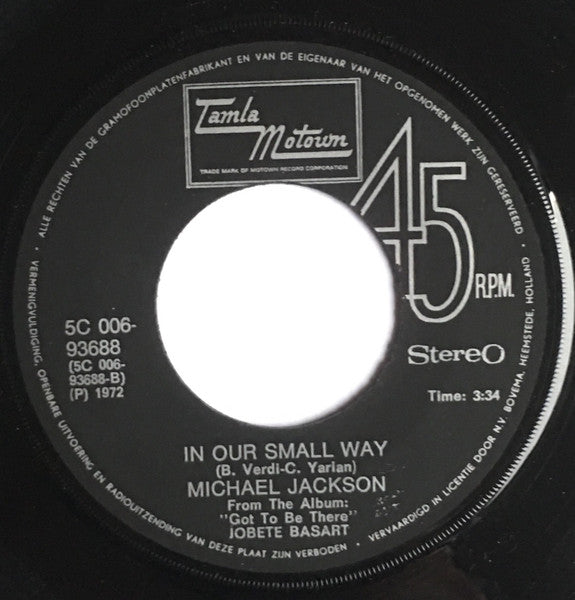 ALLE RECHTEN VAN DE GRAMOFOONPLATENFABRIKANT EN VAN DE EIGENAAR VAN HET OPGENOMEN WERK ZIJN GERESERVEERD
Tamla
Motown
TRADE MARK OF MOTOWN RECORD CORPORATION
45
R.P.M.
5C 006-
93688
(5C 006-
93688-B)
(P) 1972
Stereo
Time: 3:34
IN OUR SMALL WAY
(B. Verdi-C. Yarian)
MICHAEL JACKSON
From The Album:
"Got To Be There"
JOBETE BASART
· VERMENIGVULDIGING, OPENBARE UITVOERING EN RADIOUITZENDING VAN DEZE PLAAT ZIJN VERBODEN ·
VERVAARDIGD IN LICENTIE DOOR N.V. BOVEMA, HEEMSTEDE, HOLLAND ·